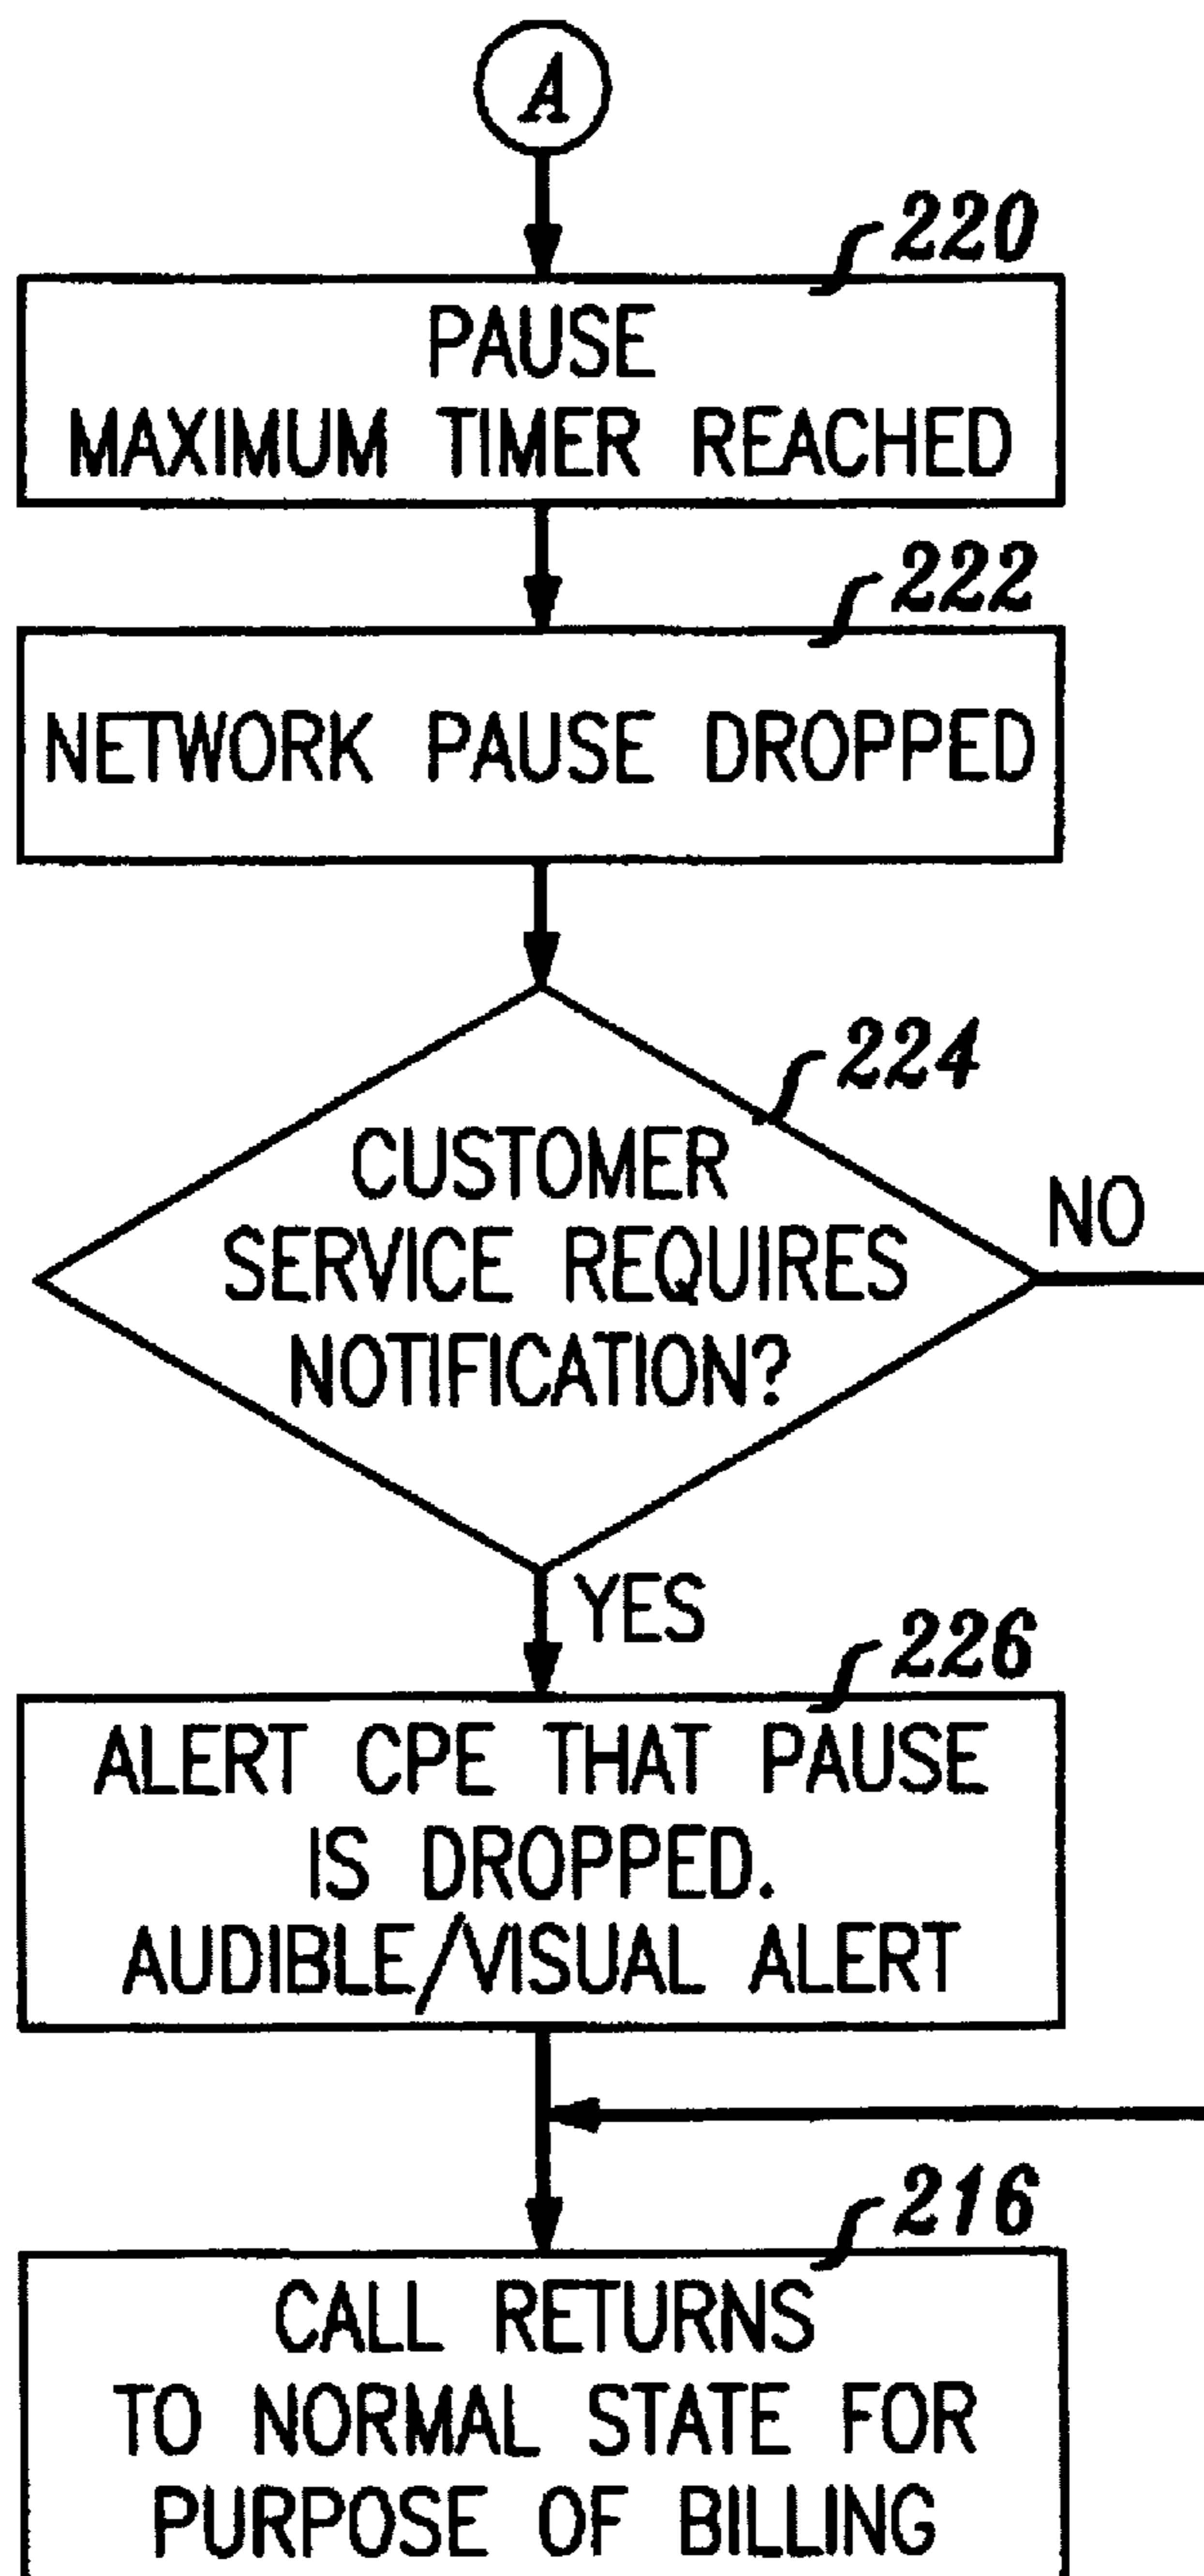 A
220
PAUSE
MAXIMUM TIMER REACHED
222
NETWORK PAUSE DROPPED
224
CUSTOMER
SERVICE REQUIRES
NOTIFICATION?
NO
YES
226
ALERT CPE THAT PAUSE
IS DROPPED.
AUDIBLE/VISUAL ALERT
216
CALL RETURNS
TO NORMAL STATE FOR
PURPOSE OF BILLING